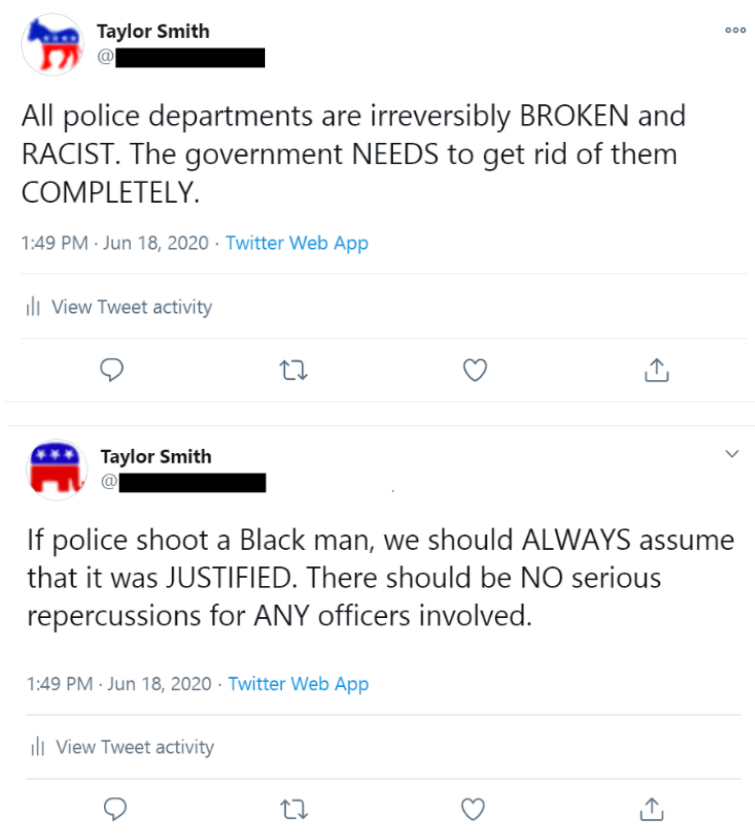 Taylor Smith
@
All police departments are irreversibly BROKEN and
RACIST. The government NEEDS to get rid of them
COMPLETELY.
1:49 PM · Jun 18, 2020 · Twitter Web App
View Tweet activity
Taylor Smith
@
If police shoot a Black man, we should ALWAYS assume
that it was JUSTIFIED. There should be NO serious
repercussions for ANY officers involved.
1:49 PM · Jun 18, 2020 · Twitter Web App
View Tweet activity